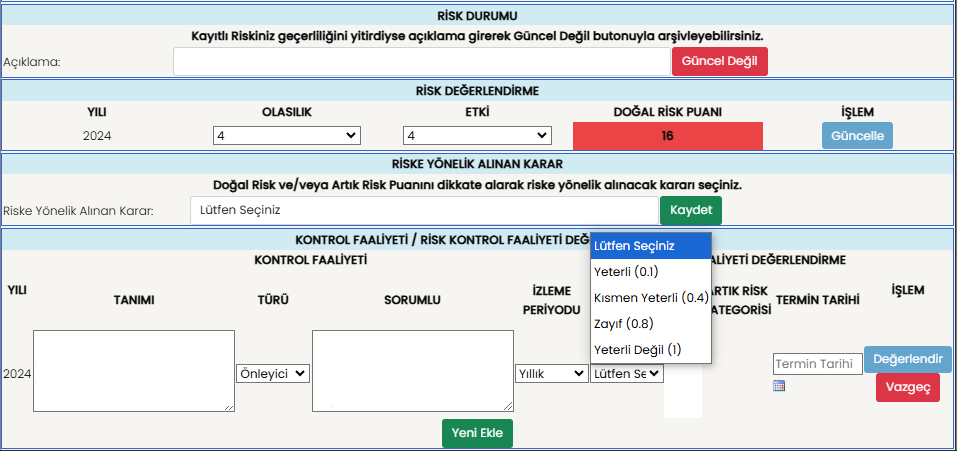 RİSK DURUMU
Kayıtlı Riskiniz geçerliliğini yitirdiyse açıklama girerek Güncel Değil butonuyla arşivleyebilirsiniz.
Açıklama: Güncel Değil
RİSK DEĞERLENDİRME
YILI OLASILIK ETKİ DOĞAL RİSK PUANI İŞLEM
2024 4 4 16 Güncelle
RİSKE YÖNELİK ALINAN KARAR
Doğal Risk ve/veya Artık Risk Puanını dikkate alarak riske yönelik alınacak kararı seçiniz.
Riske Yönelik Alınan Karar: Lütfen Seçiniz Kaydet
KONTROL FAALİYETİ / RİSK KONTROL FAALİYETİ DEĞ
KONTROL FAALİYETİ ALİYETİ DEĞERLENDİRME
YILI TANIMI TÜRÜ SORUMLU İZLEME PERİYODU ARTIK RİSK ATEGORİSİ TERMİN TARİHİ İŞLEM
Lütfen Seçiniz
Yeterli (0.1)
Kısmen Yeterli (0.4)
Zayıf (0.8)
Yeterli Değil (1)
2024 Önleyici Yıllık Lütfen Se Termin Tarihi Değerlendir
Vazgeç
Yeni Ekle